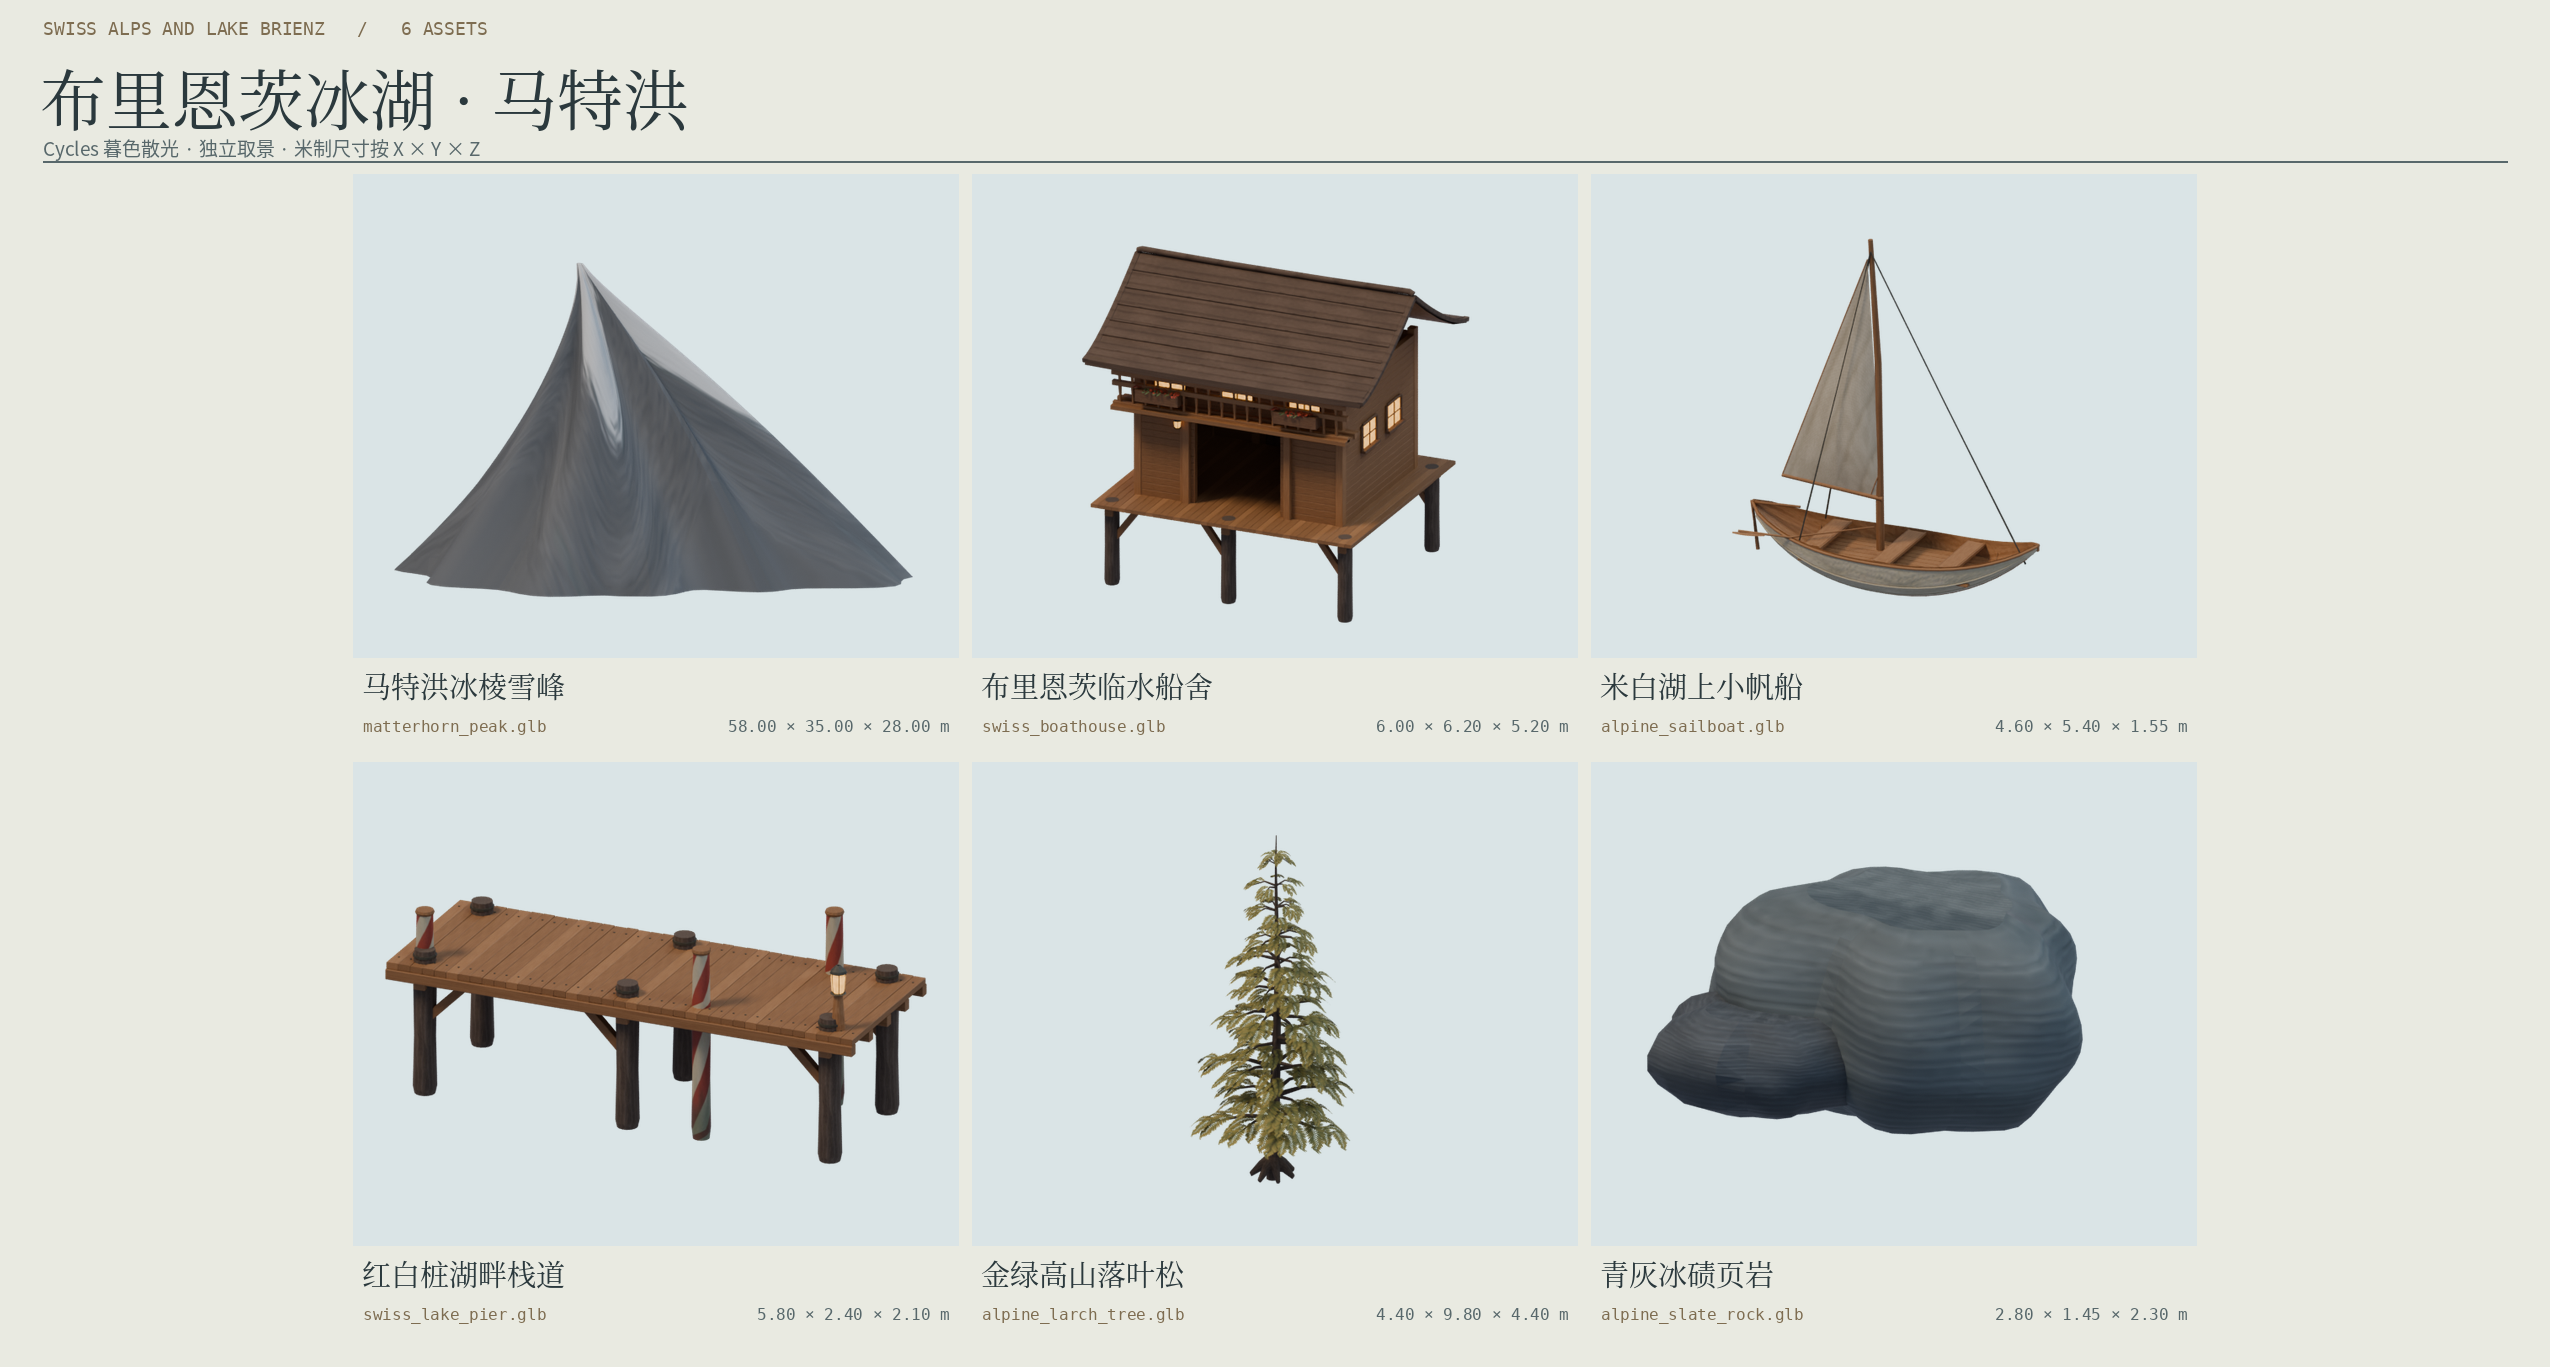 SWISS ALPS AND LAKE BRIENZ / 6 ASSETS
布里恩茨冰湖 · 马特洪
Cycles 暮色散光 · 独立取景 · 米制尺寸按 X × Y × Z
马特洪冰棱雪峰
matterhorn_peak.glb 58.00 × 35.00 × 28.00 m
布里恩茨临水船舍
swiss_boathouse.glb 6.00 × 6.20 × 5.20 m
米白湖上小帆船
alpine_sailboat.glb 4.60 × 5.40 × 1.55 m
红白桩湖畔栈道
swiss_lake_pier.glb 5.80 × 2.40 × 2.10 m
金绿高山落叶松
alpine_larch_tree.glb 4.40 × 9.80 × 4.40 m
青灰冰碛页岩
alpine_slate_rock.glb 2.80 × 1.45 × 2.30 m